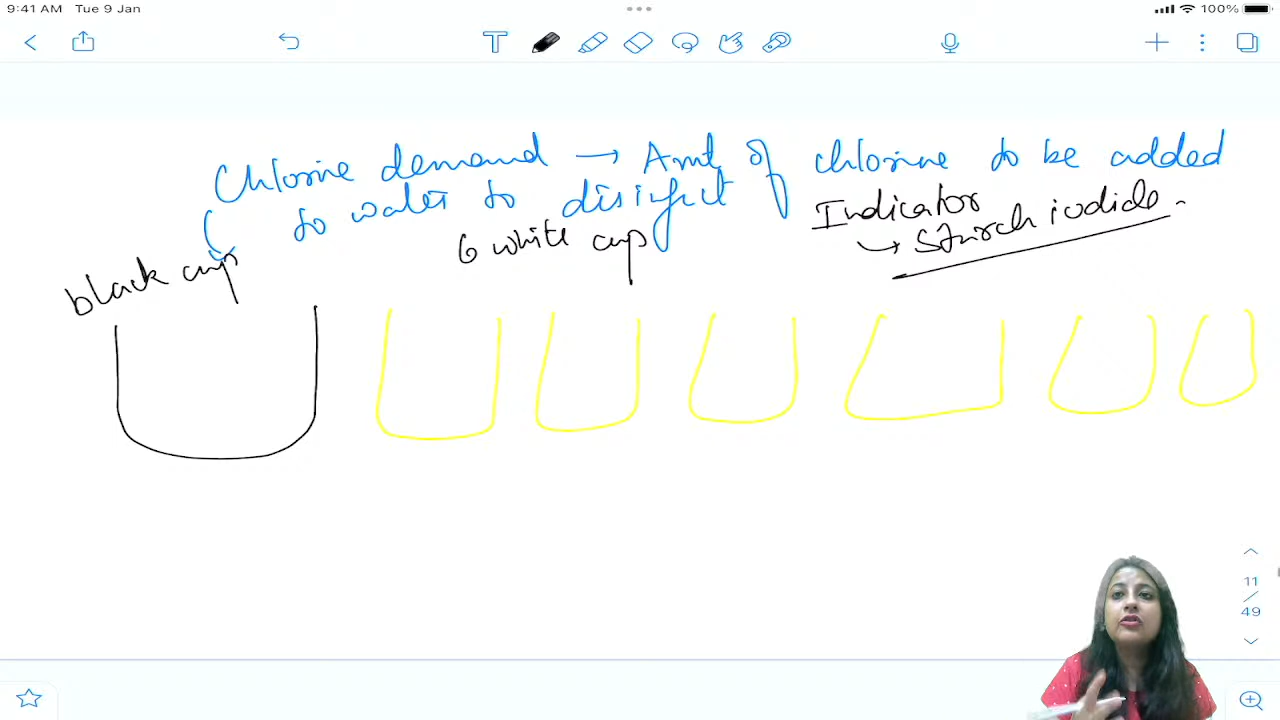 9:41 AM Tue 9 Jan
100%
Chlorine demand → Amt of chlorine to be added
to water to disinfect
Indicator
→ Starch iodide.
6 white cup
black cup
11
49